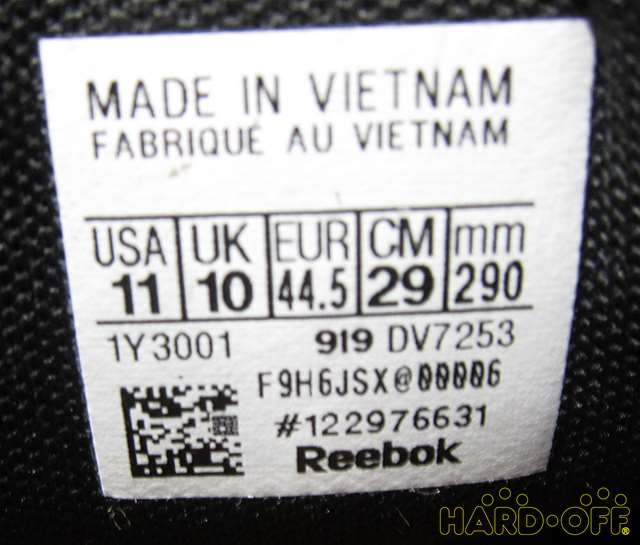 MADE IN VIETNAM
FABRIQUÉ AU VIETNAM
USA UK EUR CM mm
11 10 44.5 29 290
1Y3001 919 DV7253
F9H6JSX@00006
#122976631
Reebok
HARD-OFF